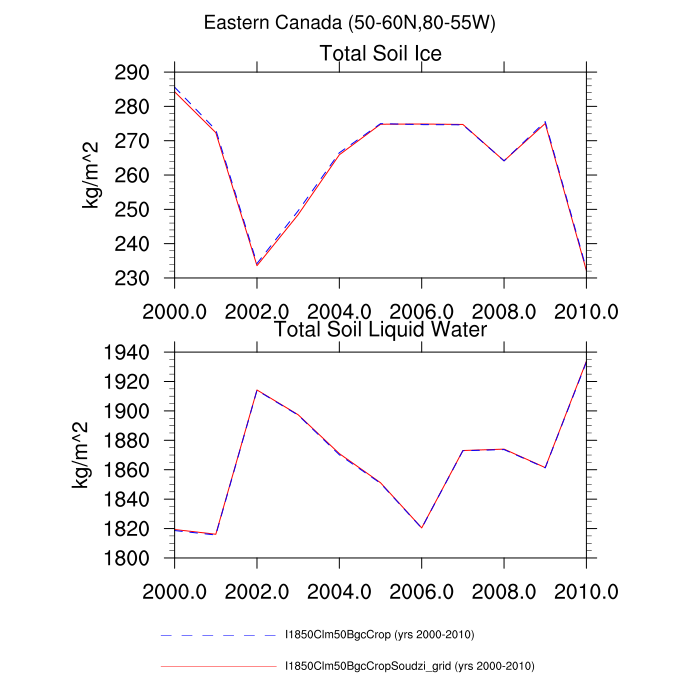 Eastern Canada (50-60N,80-55W)
Total Soil Ice
290
280
270
260
250
240
230
kg/m^2
2000.0 2002.0 2004.0 2006.0 2008.0 2010.0
Total Soil Liquid Water
1940
1920
1900
1880
1860
1840
1820
1800
kg/m^2
2000.0 2002.0 2004.0 2006.0 2008.0 2010.0
I1850Clm50BgcCrop (yrs 2000-2010)
I1850Clm50BgcCropSoudzi_grid (yrs 2000-2010)